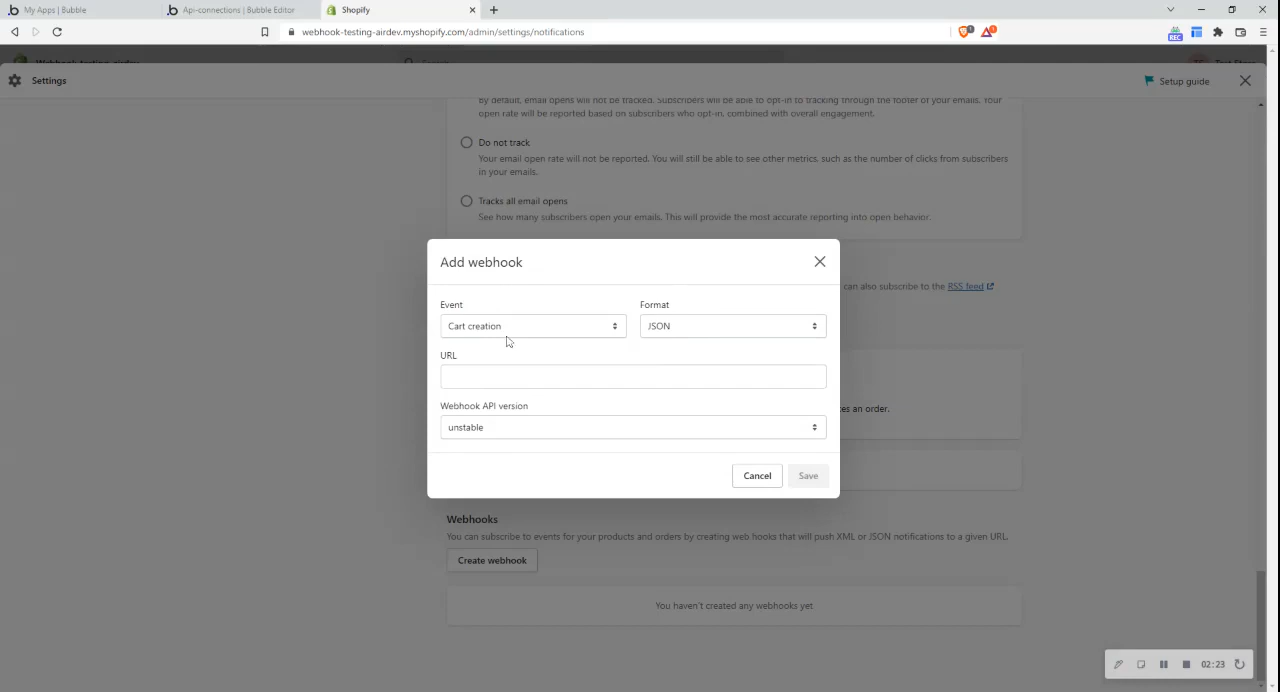 My Apps | Bubble
Api-connections | Bubble Editor
Shopify
webhook-testing-airdev.myshopify.com/admin/settings/notifications
REC
Webhook-testing-airdev
Search
Settings
Setup guide
By default, email opens will not be tracked. Subscribers will be able to opt-in to tracking through the footer of your emails. Your
open rate will be reported based on subscribers who opt-in, combined with overall engagement.
Do not track
Your email open rate will not be reported. You will still be able to see other metrics, such as the number of clicks from subscribers
in your emails.
Tracks all email opens
See how many subscribers open your emails. This will provide the most accurate reporting into open behavior.
Add webhook
can also subscribe to the RSS feed
Event
Format
Cart creation
JSON
URL
Webhook API version
es an order.
unstable
Cancel
Save
Webhooks
You can subscribe to events for your products and orders by creating web hooks that will push XML or JSON notifications to a given URL.
Create webhook
You haven't created any webhooks yet
02:23